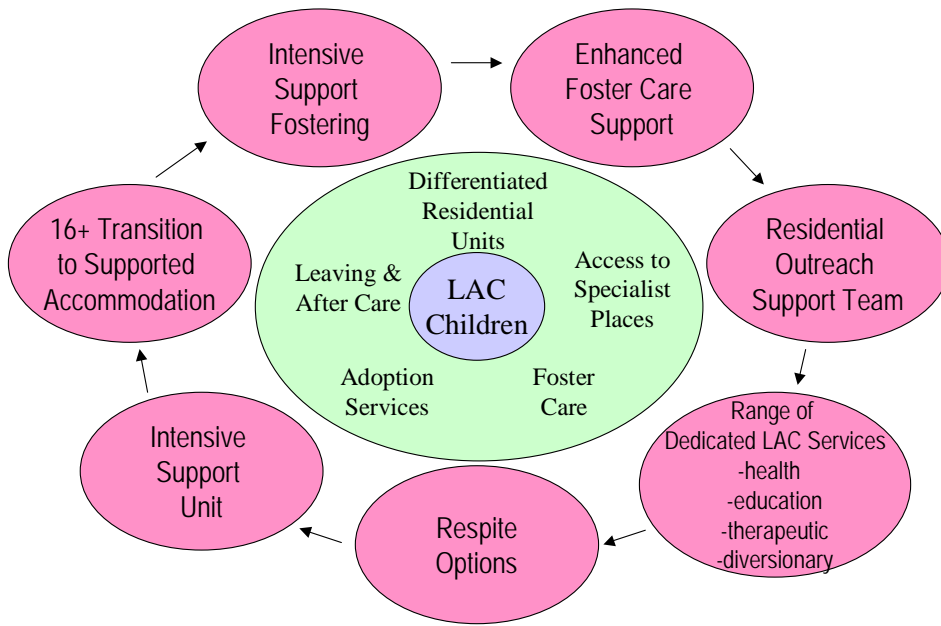 Intensive
Support
Fostering
Enhanced
Foster Care
Support
Residential
Outreach
Support Team
Range of
Dedicated LAC Services
-health
-education
-therapeutic
-diversionary
Respite
Options
Intensive
Support
Unit
16+ Transition
to Supported
Accommodation
Differentiated
Residential
Units
Access to
Specialist
Places
Foster
Care
Adoption
Services
Leaving &
After Care
LAC
Children